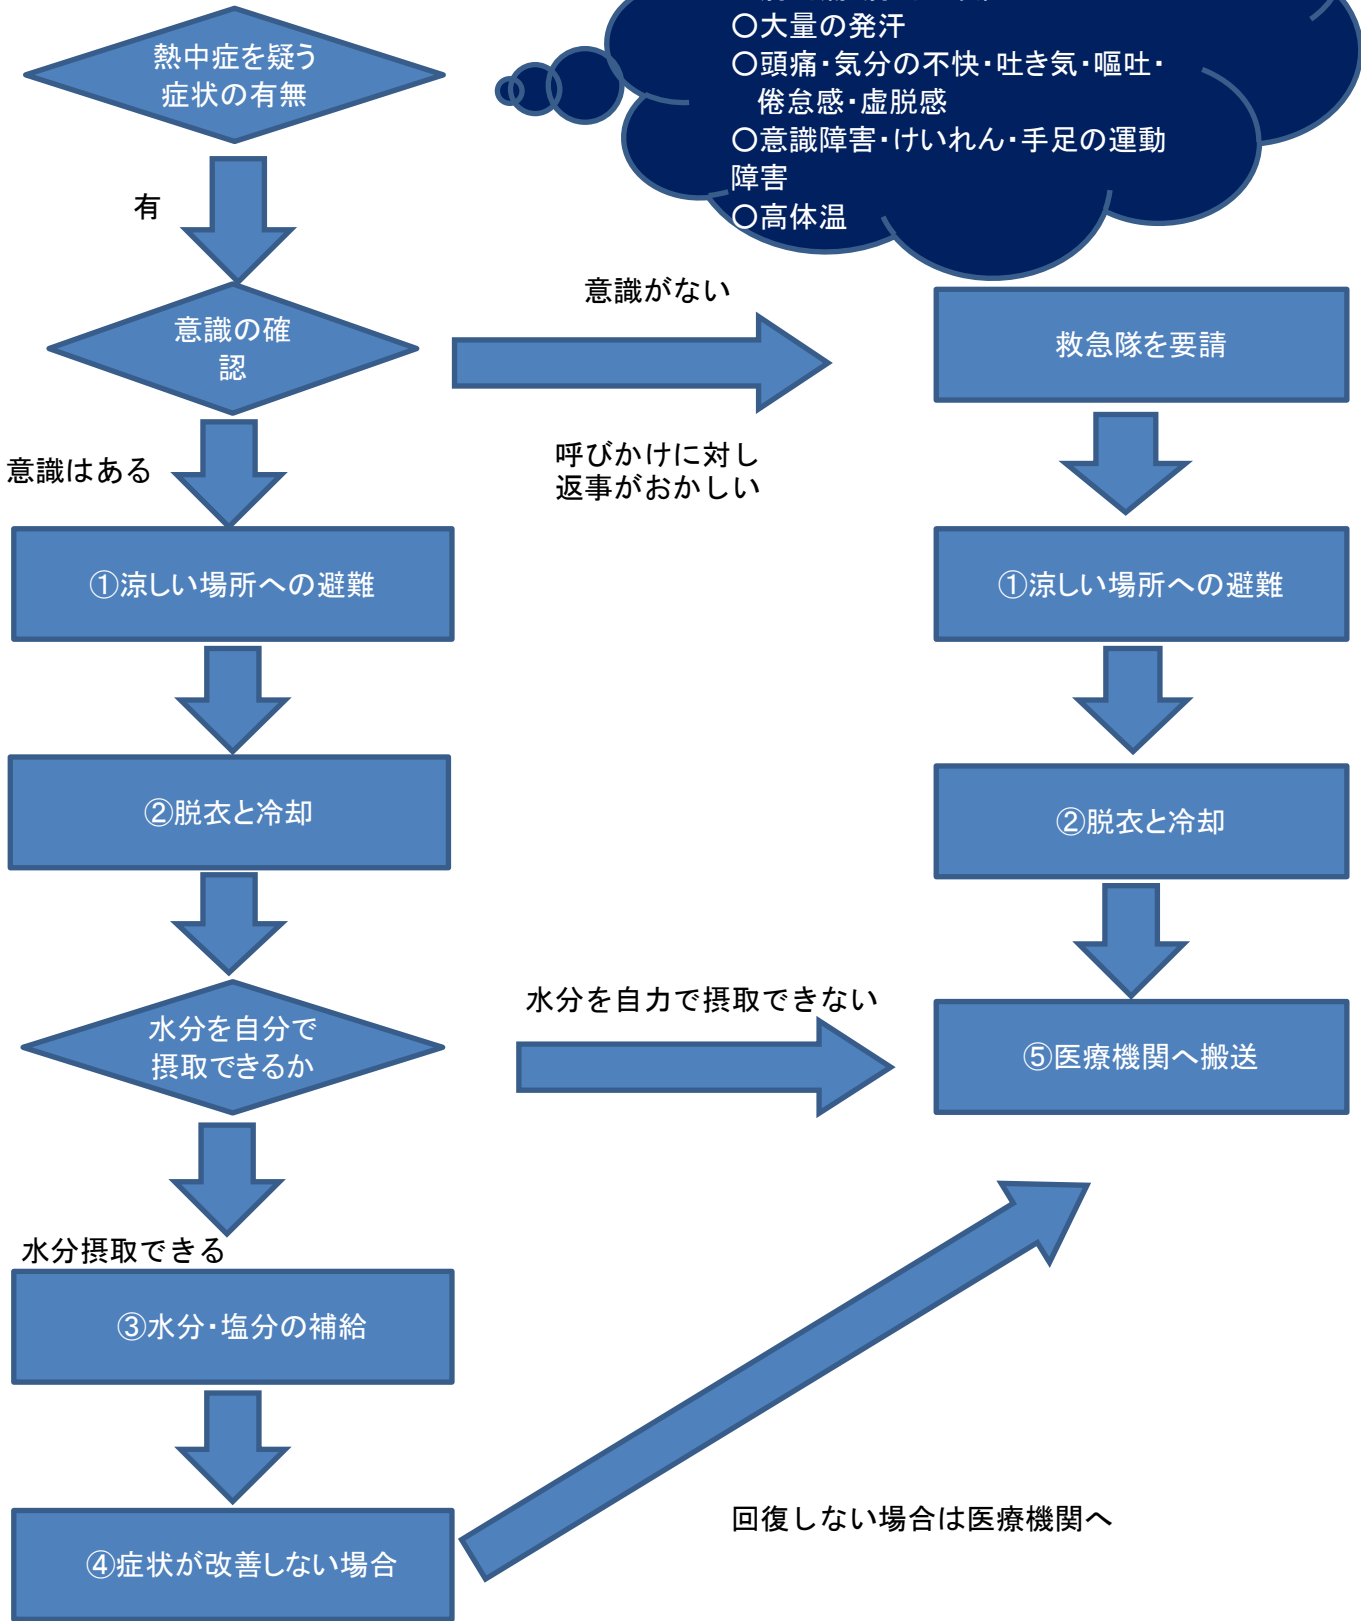 ○大量の発汗
○頭痛・気分の不快・吐き気・嘔吐・
倦怠感・虚脱感
○意識障害・けいれん・手足の運動
障害
○高体温
熱中症を疑う
症状の有無
有
意識の確
認
意識がない
呼びかけに対し
返事がおかしい
救急隊を要請
意識はある
①涼しい場所への避難
①涼しい場所への避難
②脱衣と冷却
②脱衣と冷却
水分を自分で
摂取できるか
水分を自力で摂取できない
⑤医療機関へ搬送
水分摂取できる
③水分・塩分の補給
④症状が改善しない場合
回復しない場合は医療機関へ